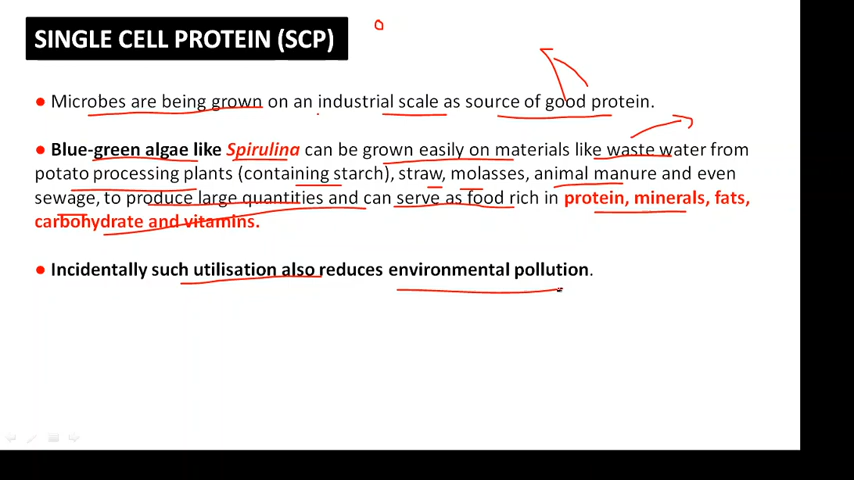 SINGLE CELL PROTEIN (SCP)
● Microbes are being grown on an industrial scale as source of good protein.
● Blue-green algae like Spirulina can be grown easily on materials like waste water from
potato processing plants (containing starch), straw, molasses, animal manure and even
sewage, to produce large quantities and can serve as food rich in protein, minerals, fats,
carbohydrate and vitamins.
● Incidentally such utilisation also reduces environmental pollution.